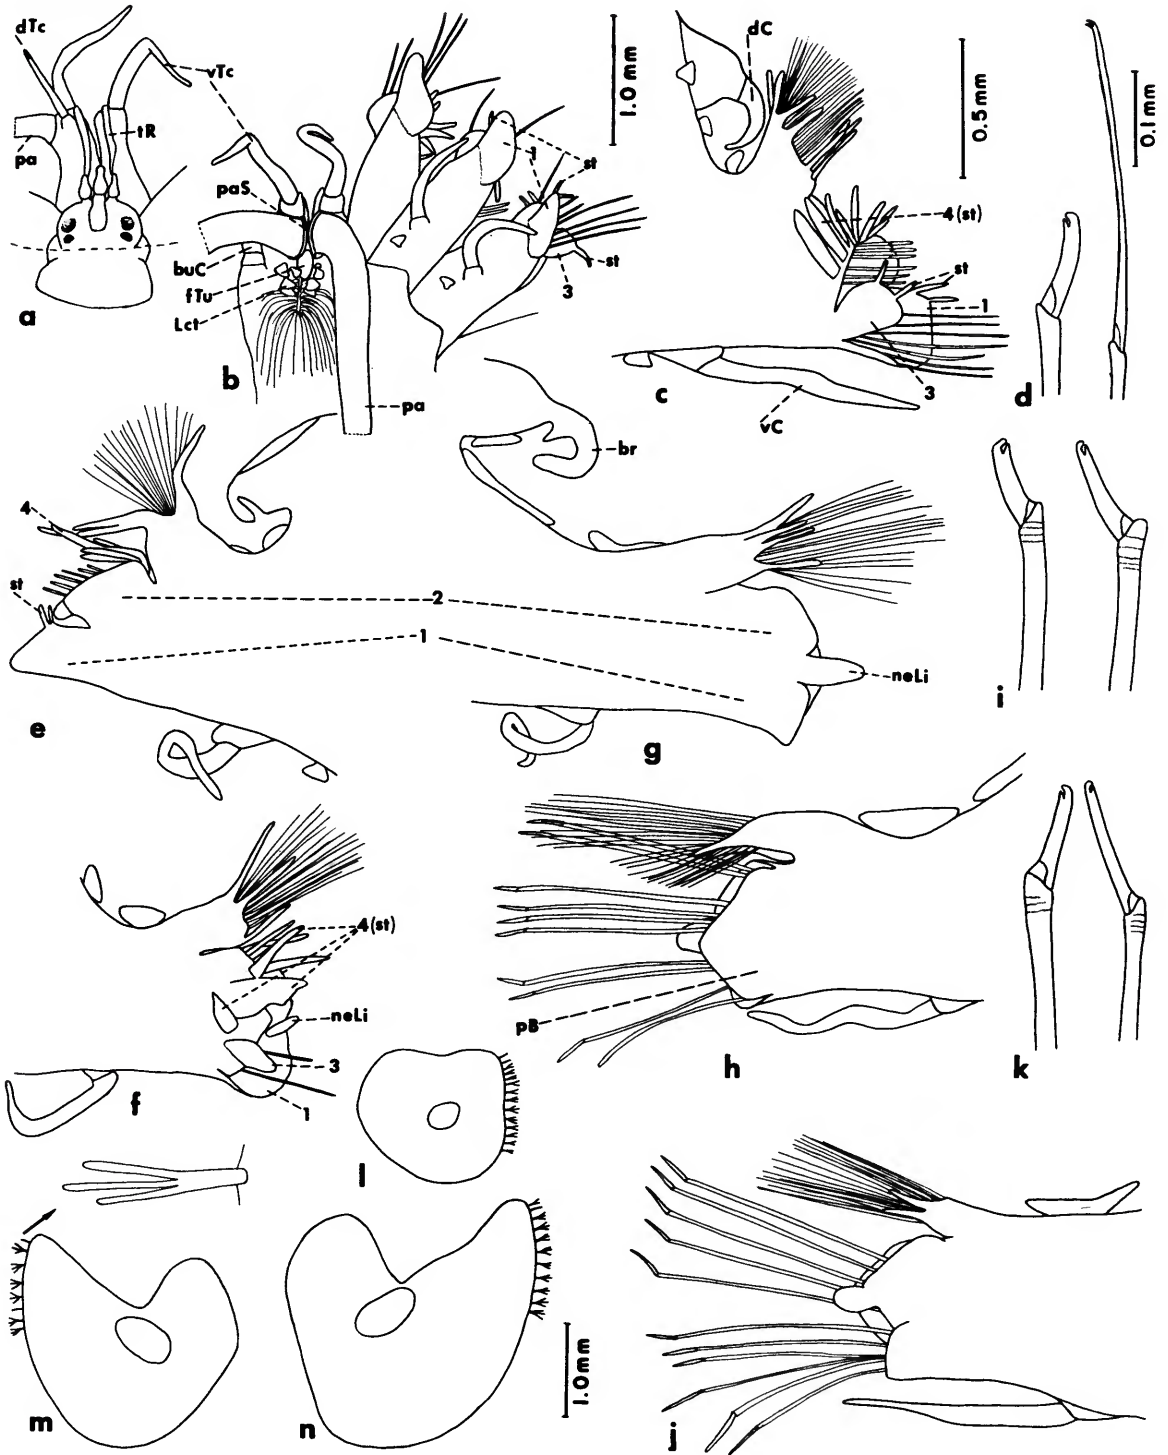 dTc
vTc
tR
pa
a
paS
buC
fTu
Lct
b
pa
1
st
st
3
1.0 mm
dC
0.5 mm
4(st)
st
1
3
c
vC
0.1 mm
d
4
st
2
1
e
br
neLi
g
i
4(st)
neLi
3
1
f
pB
h
k
l
m
n
1.0 mm
j